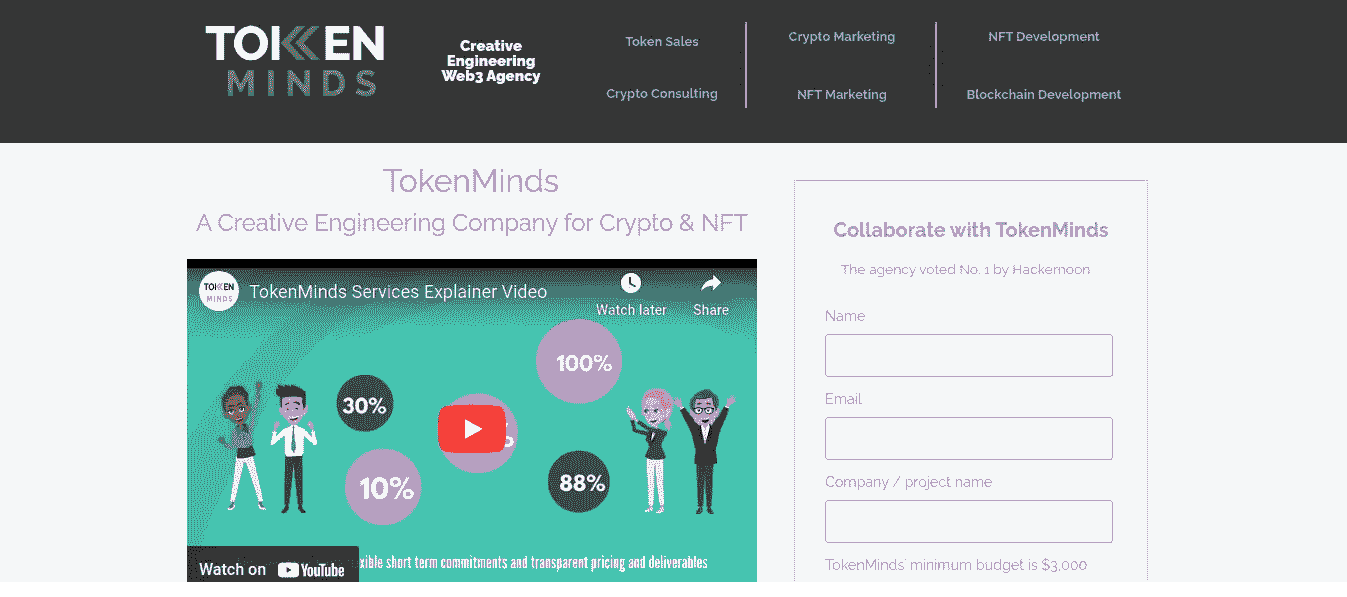 TOKEN
MINDS
Creative
Engineering
Web3 Agency
Token Sales
Crypto Consulting
Crypto Marketing
NFT Marketing
NFT Development
Blockchain Development
TokenMinds
A Creative Engineering Company for Crypto & NFT
TOKEN
MINDS
TokenMinds Services Explainer Video
Watch later
Share
100%
30%
%
10%
88%
Watch on YouTube
xible short term commitments and transparent pricing and deliverables
Collaborate with TokenMinds
The agency voted No. 1 by Hackernoon
Name
Email
Company / project name
TokenMinds' minimum budget is $3,000